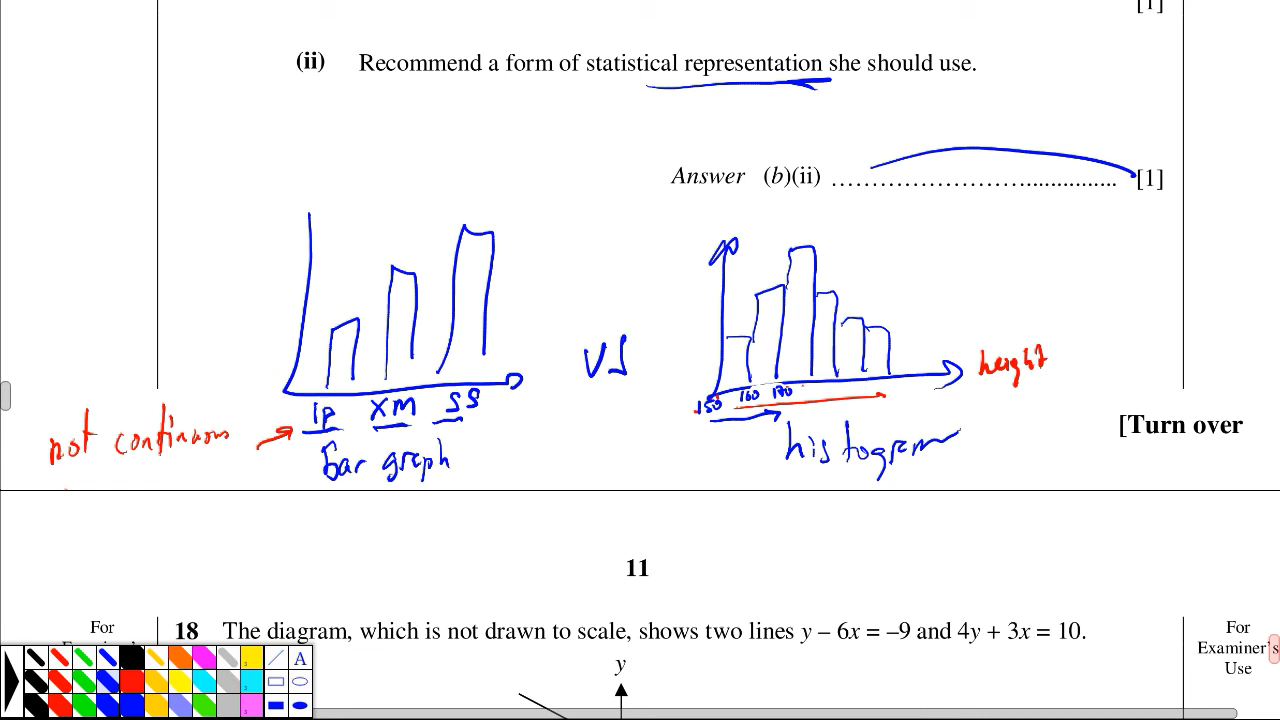 [1]
(ii) Recommend a form of statistical representation she should use.
Answer (b)(ii) ........................................ [1]
VS
height
IP XM SS
150 160 170
not continuous
bar graph
histogram
[Turn over
11
For
18 The diagram, which is not drawn to scale, shows two lines y – 6x = –9 and 4y + 3x = 10.
For
Examiner's
Use
y
A